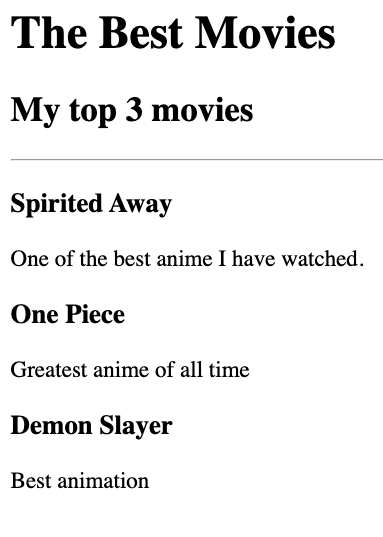 The Best Movies
My top 3 movies
Spirited Away
One of the best anime I have watched.
One Piece
Greatest anime of all time
Demon Slayer
Best animation